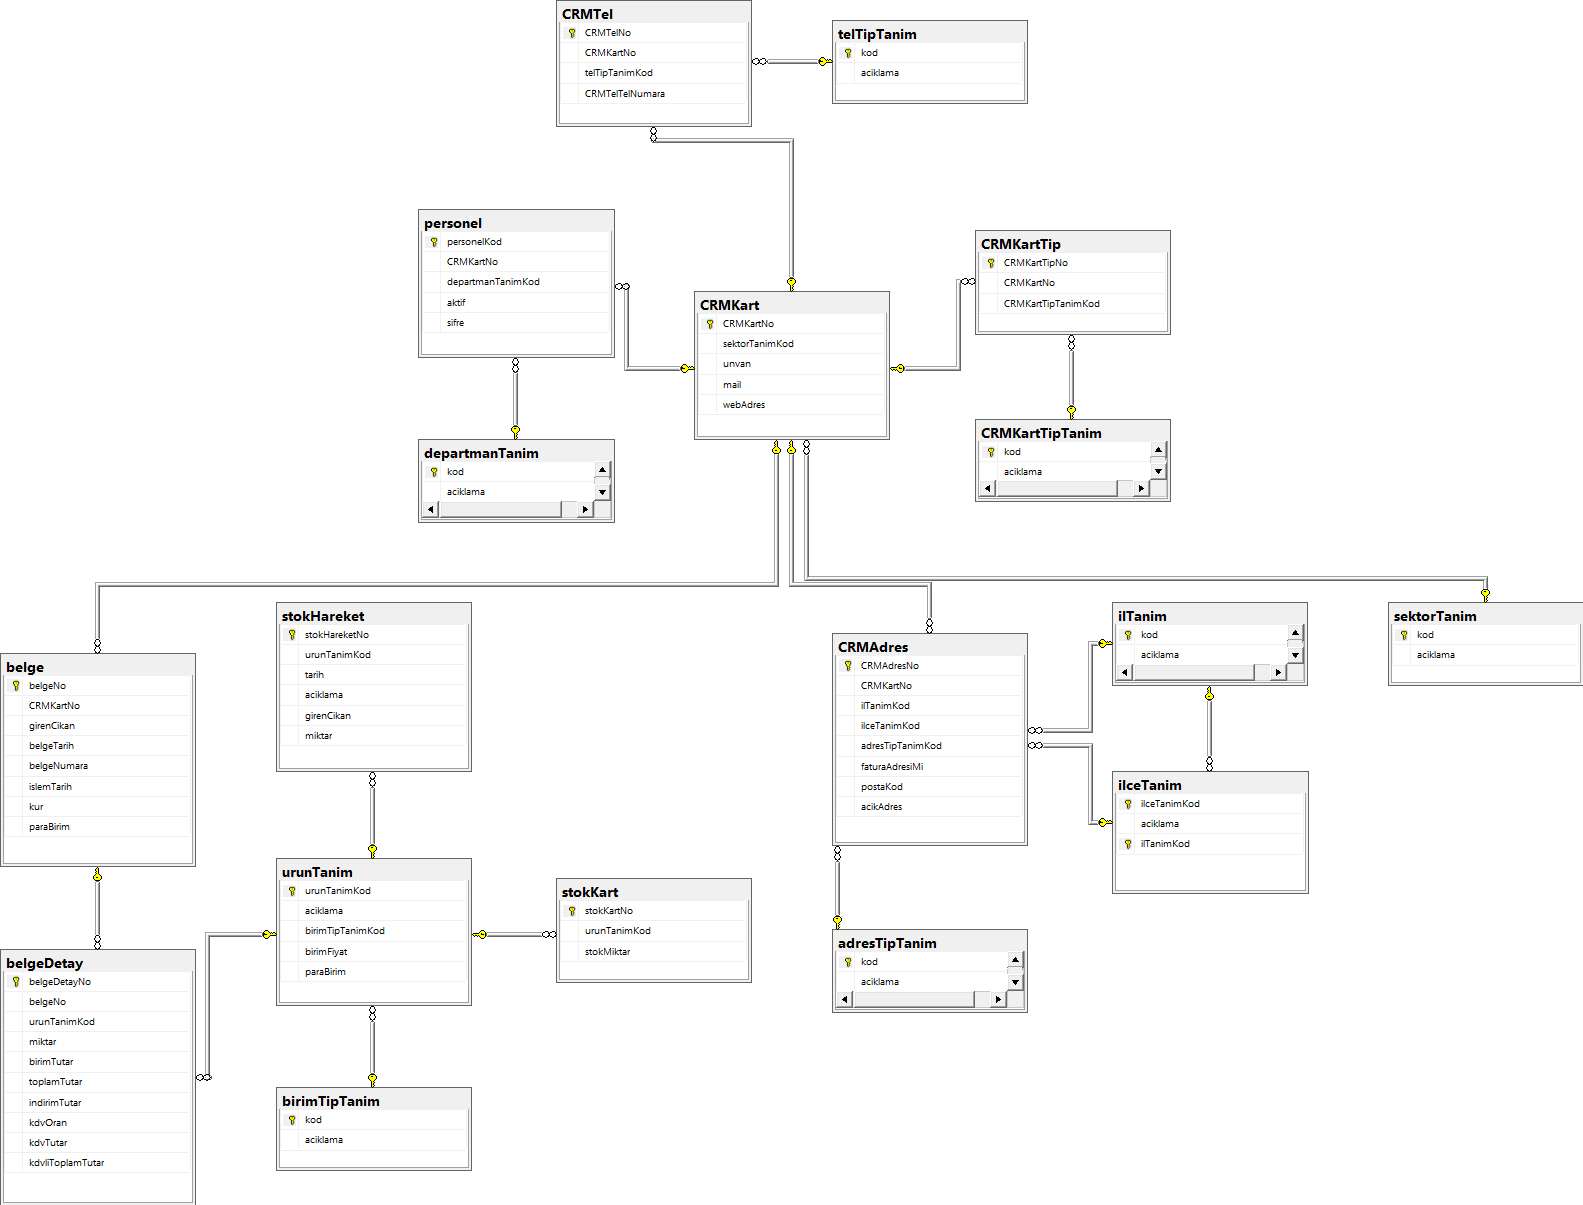 CRMTel
CRMTelNo
CRMKartNo
telTipTanimKod
CRMTelTelNumara
telTipTanim
kod
aciklama
personel
personelKod
CRMKartNo
departmanTanimKod
aktif
sifre
CRMKartTip
CRMKartTipNo
CRMKartNo
CRMKartTipTanimKod
CRMKart
CRMKartNo
sektorTanimKod
unvan
mail
webAdres
departmanTanim
kod
aciklama
CRMKartTipTanim
kod
aciklama
belge
belgeNo
CRMKartNo
girenCikan
belgeTarih
belgeNumara
islemTarih
kur
paraBirim
stokHareket
stokHareketNo
urunTanimKod
tarih
aciklama
girenCikan
miktar
CRMAdres
CRMAdresNo
CRMKartNo
ilTanimKod
ilceTanimKod
adresTipTanimKod
faturaAdresiMi
postaKod
acikAdres
ilTanim
kod
aciklama
sektorTanim
kod
aciklama
ilceTanim
ilceTanimKod
aciklama
ilTanimKod
urunTanim
urunTanimKod
aciklama
birimTipTanimKod
birimFiyat
paraBirim
stokKart
stokKartNo
urunTanimKod
stokMiktar
adresTipTanim
kod
aciklama
belgeDetay
belgeDetayNo
belgeNo
urunTanimKod
miktar
birimTutar
toplamTutar
indirimTutar
kdvOran
kdvTutar
kdvliToplamTutar
birimTipTanim
kod
aciklama